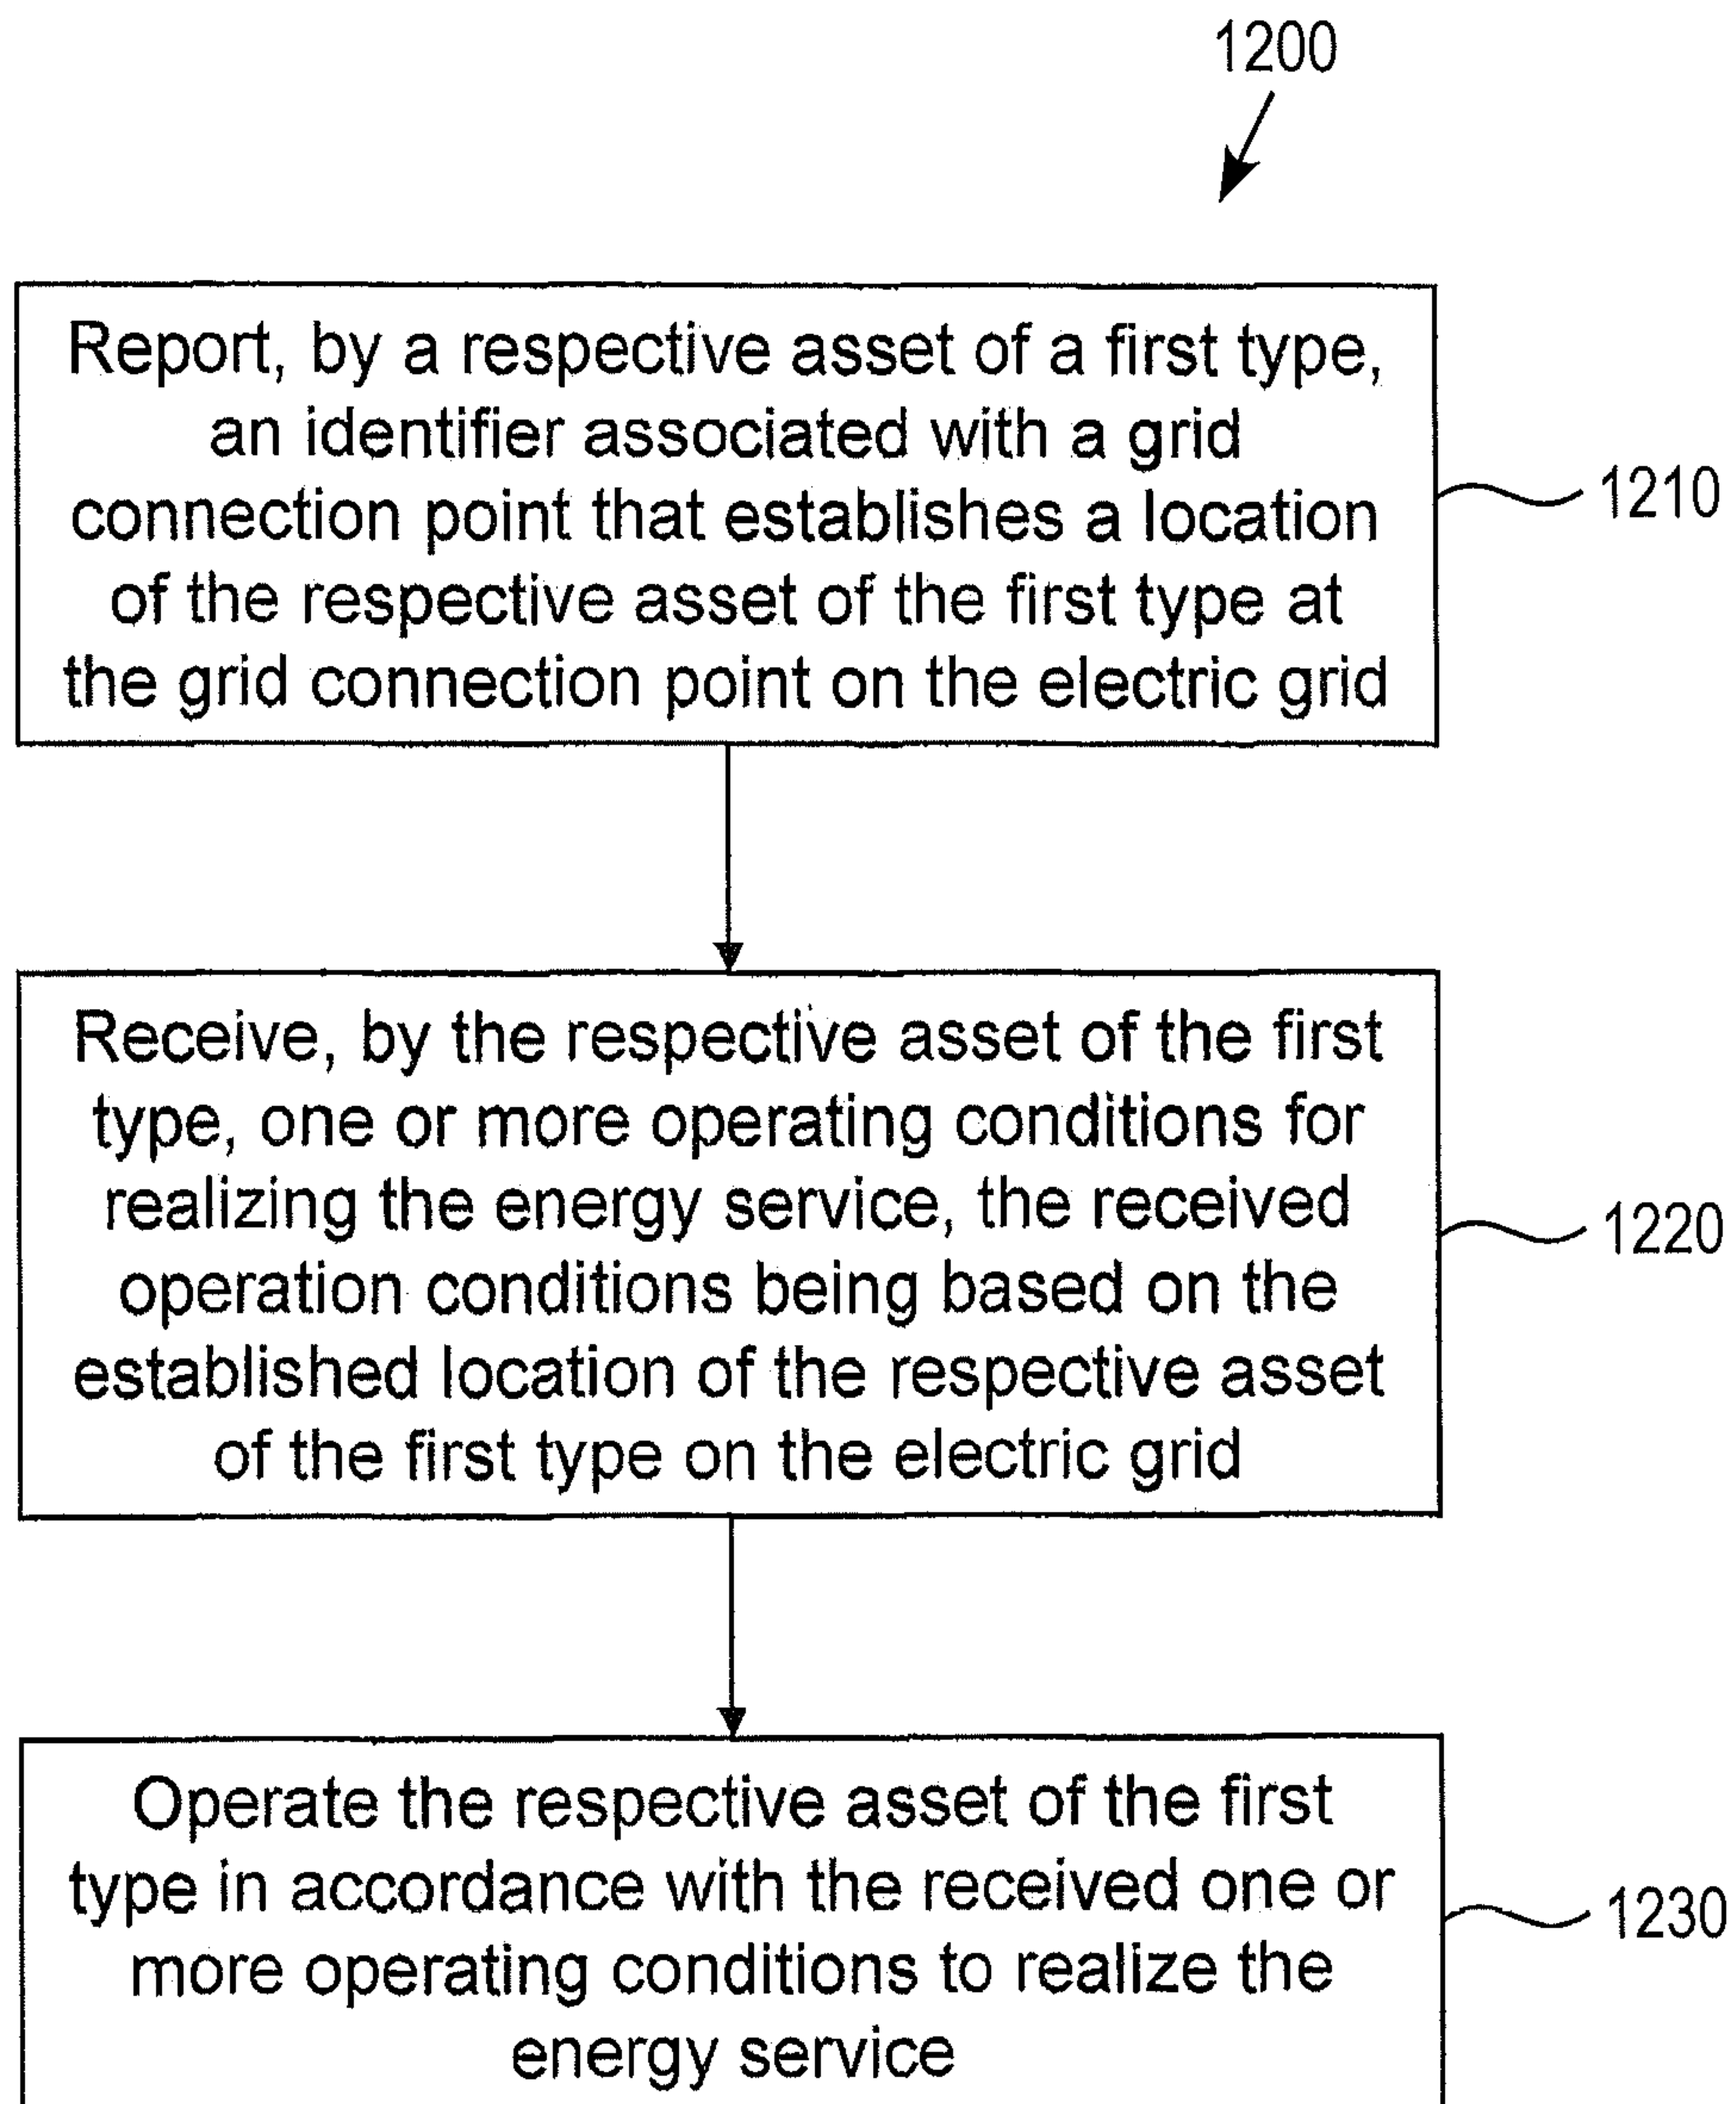 1200
Report, by a respective asset of a first type,
an identifier associated with a grid
connection point that establishes a location
of the respective asset of the first type at
the grid connection point on the electric grid
1210
Receive, by the respective asset of the first
type, one or more operating conditions for
realizing the energy service, the received
operation conditions being based on the
established location of the respective asset
of the first type on the electric grid
1220
Operate the respective asset of the first
type in accordance with the received one or
more operating conditions to realize the
energy service
1230